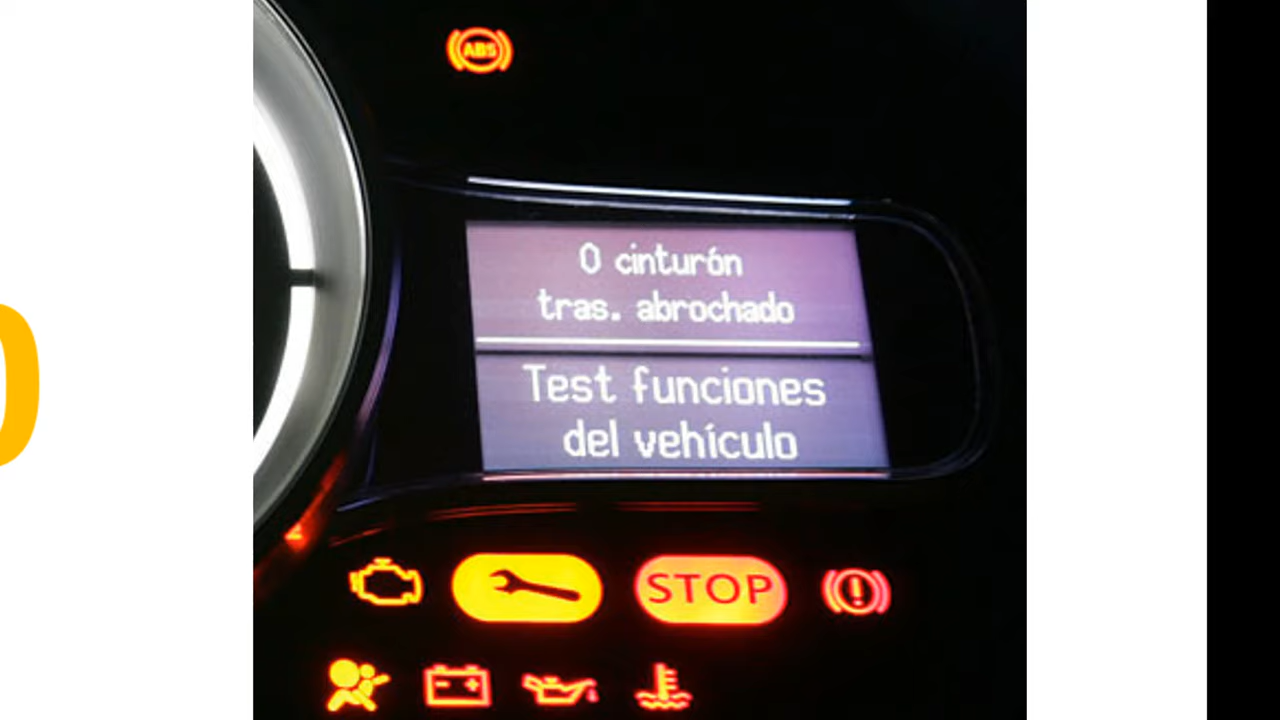 ABS
0 cinturón
tras. abrochado
Test funciones
del vehículo
STOP